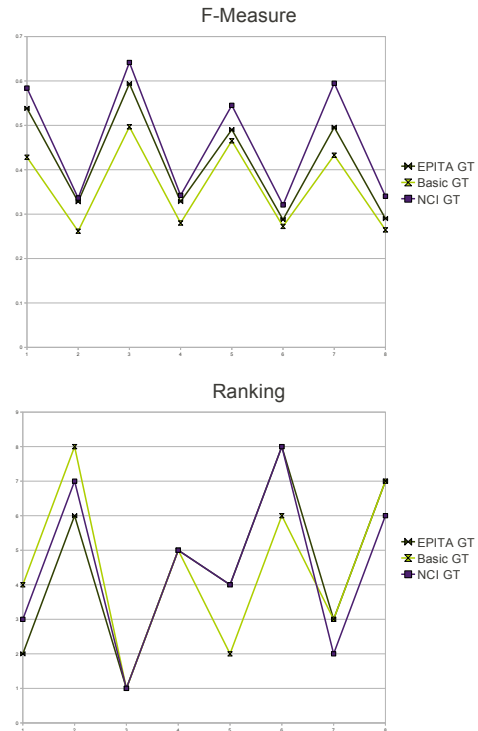 F-Measure
0.7
0.6
0.5
0.4
0.3
0.2
0.1
0
1 2 3 4 5 6 7 8
EPITA GT
Basic GT
NCI GT
Ranking
9
8
7
6
5
4
3
2
1
0
1 2 3 4 5 6 7 8
EPITA GT
Basic GT
NCI GT